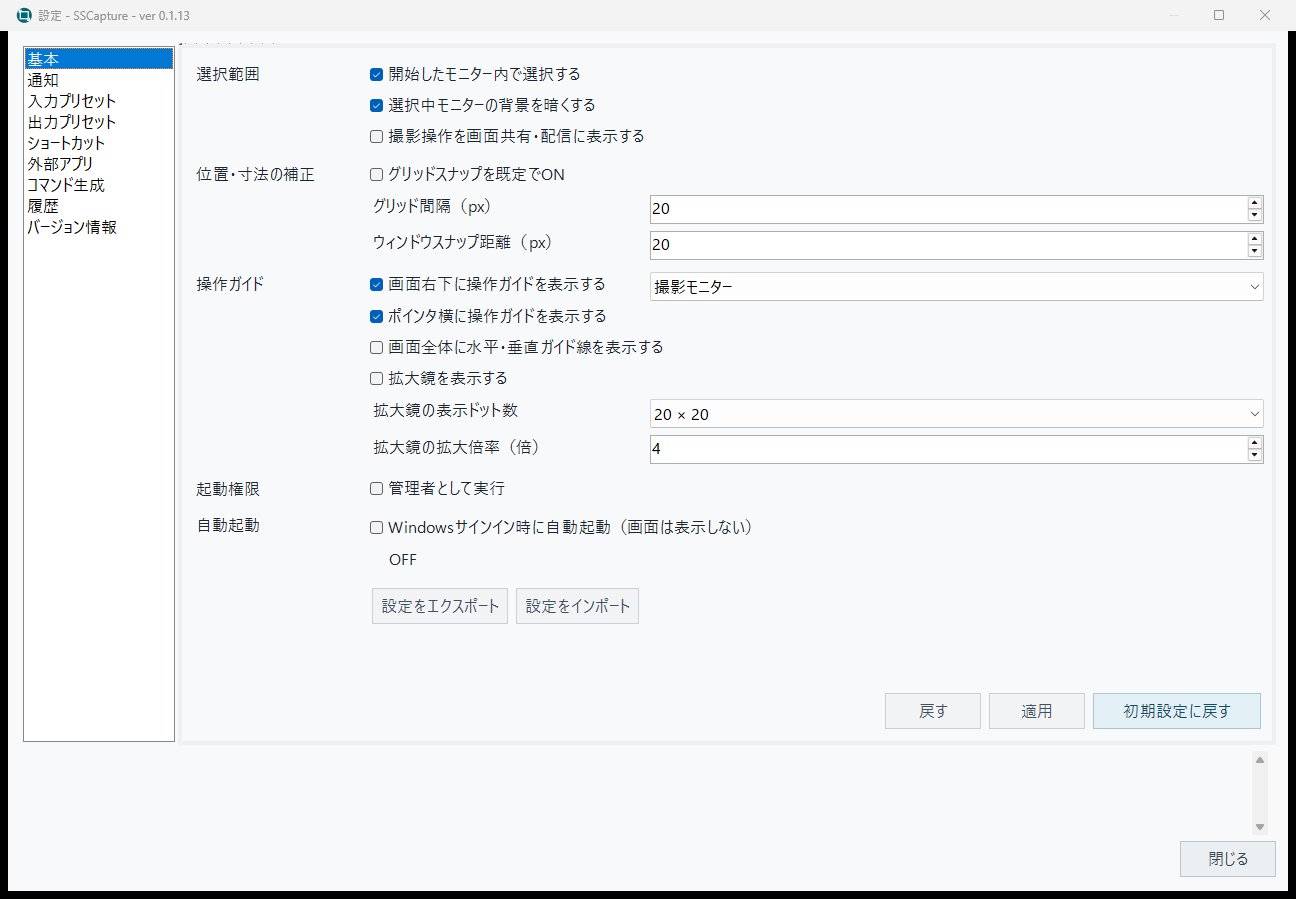 設定 - SSCapture - ver 0.1.13
基本
通知
入力プリセット
出力プリセット
ショートカット
外部アプリ
コマンド生成
履歴
バージョン情報
選択範囲
開始したモニター内で選択する
選択中モニターの背景を暗くする
撮影操作を画面共有・配信に表示する
位置・寸法の補正
グリッドスナップを既定でON
グリッド間隔（px） 20
ウィンドウスナップ距離（px） 20
操作ガイド
画面右下に操作ガイドを表示する 撮影モニター
ポインタ横に操作ガイドを表示する
画面全体に水平・垂直ガイド線を表示する
拡大鏡を表示する
拡大鏡の表示ドット数 20 × 20
拡大鏡の拡大倍率（倍） 4
起動権限 管理者として実行
自動起動 Windowsサインイン時に自動起動（画面は表示しない）
OFF
設定をエクスポート 設定をインポート
戻す 適用 初期設定に戻す
閉じる